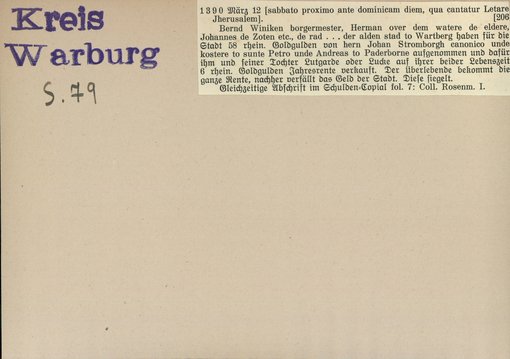 Kreis
Warburg
S. 79
1390 März 12 [sabbato proximo ante dominicam diem, qua cantatur Letare
Jherusalem]. [206
Bernd Winiken borgermester, Herman over dem watere de eldere,
Johannes de Zoten etc., de rad . . . der alden stad to Wartberg haben für die
Stadt 58 rhein. Goldgulden von hern Johan Stromborgh canonico unde
kostere to sunte Petro unde Andreas to Paderborne aufgenommen und dafür
ihm und seiner Tochter Lutgarde oder Lucke auf ihrer beider Lebenszeit
6 rhein. Goldgulden Jahresrente verkauft. Der überlebende bekommt die
ganze Rente, nachher verfällt das Geld der Stadt. Diese siegelt.
Gleichzeitige Abschrift im Schulden-Copial fol. 7: Coll. Rosenm. I.